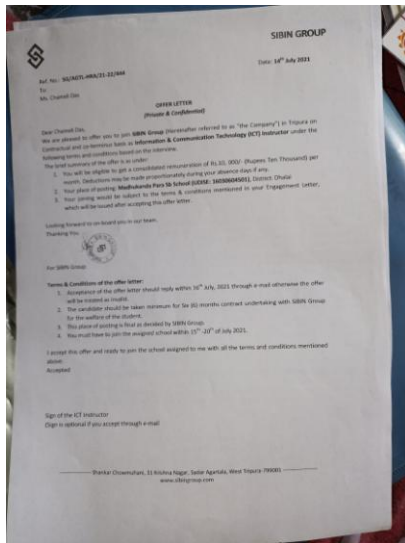 SIBIN GROUP
Date: 14th July 2021
Ref. No.: SG/AGTL-HRA/21-22/
To
Ms. Chameli Das
OFFER LETTER
(Private & Confidential)
Dear Chameli Das,
We are pleased to offer you to join SIBIN Group (Hereinafter referred to as "the Company") in Tripura on
Contractual and co-terminus basis as Information & Communication Technology (ICT) Instructor under the
following terms and conditions based on the interview.
The brief summary of the offer is as under:
1. You will be eligible to get a consolidated remuneration of Rs.10, 000/- (Rupees Ten Thousand) per
month. Deductions may be made proportionately during your absence days if any.
2. Your place of posting: Madhukanda Para Sb School (UDISE: 16030604501), District: Dhalai
3. Your joining would be subject to the terms & conditions mentioned in your Engagement Letter,
which will be issued after accepting this offer letter.
Looking forward to on board you in our team.
Thanking You
For SIBIN Group
Terms & Conditions of the offer letter:
1. Acceptance of the offer letter should reply within 16th July, 2021 through e-mail otherwise the offer
will be treated as invalid.
2. The candidate should be taken minimum for Six (6) months contract undertaking with SIBIN Group
for the welfare of the student.
3. This place of posting is final as decided by SIBIN Group.
4. You must have to join the assigned school within 15th of July 2021.
I accept this offer and ready to join the school assigned to me with all the terms and conditions mentioned
above.
Accepted
Sign of the ICT Instructor
(Sign is optional if you accept through e-mail
Shankar Chowmuhani, 31 Krishna Nagar, Sadar Agartala, West Tripura-799001
www.sibingroup.com